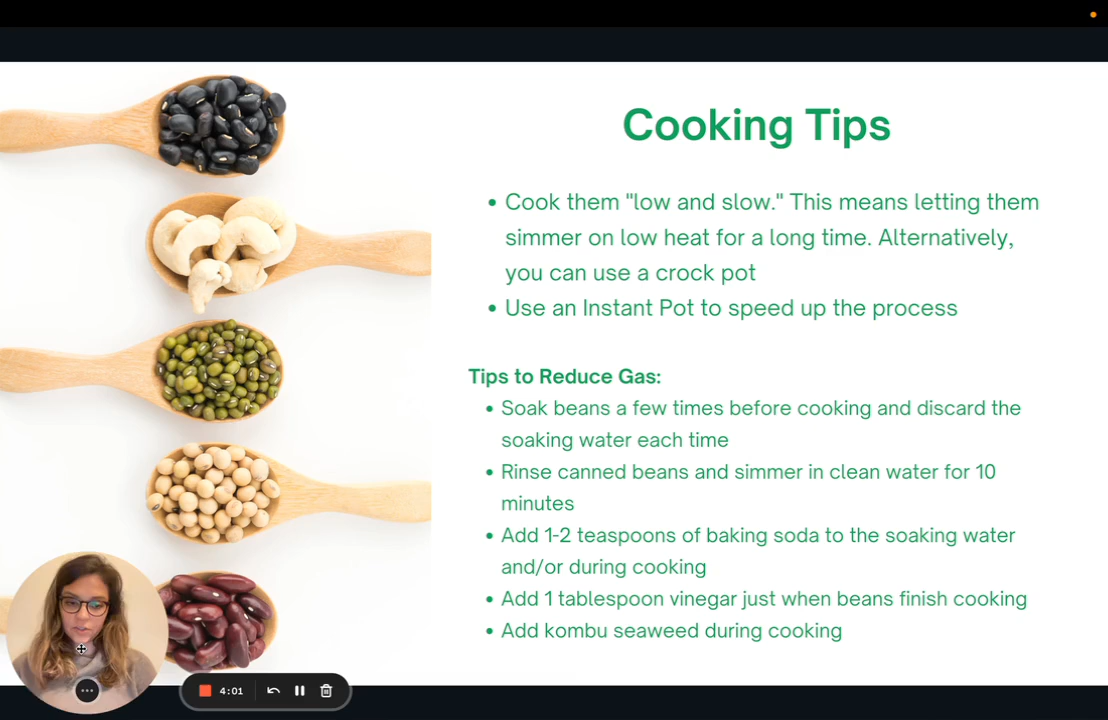 Cooking Tips
• Cook them "low and slow." This means letting them
simmer on low heat for a long time. Alternatively,
you can use a crock pot
• Use an Instant Pot to speed up the process
Tips to Reduce Gas:
• Soak beans a few times before cooking and discard the
soaking water each time
• Rinse canned beans and simmer in clean water for 10
minutes
• Add 1-2 teaspoons of baking soda to the soaking water
and/or during cooking
• Add 1 tablespoon vinegar just when beans finish cooking
• Add kombu seaweed during cooking
4:01